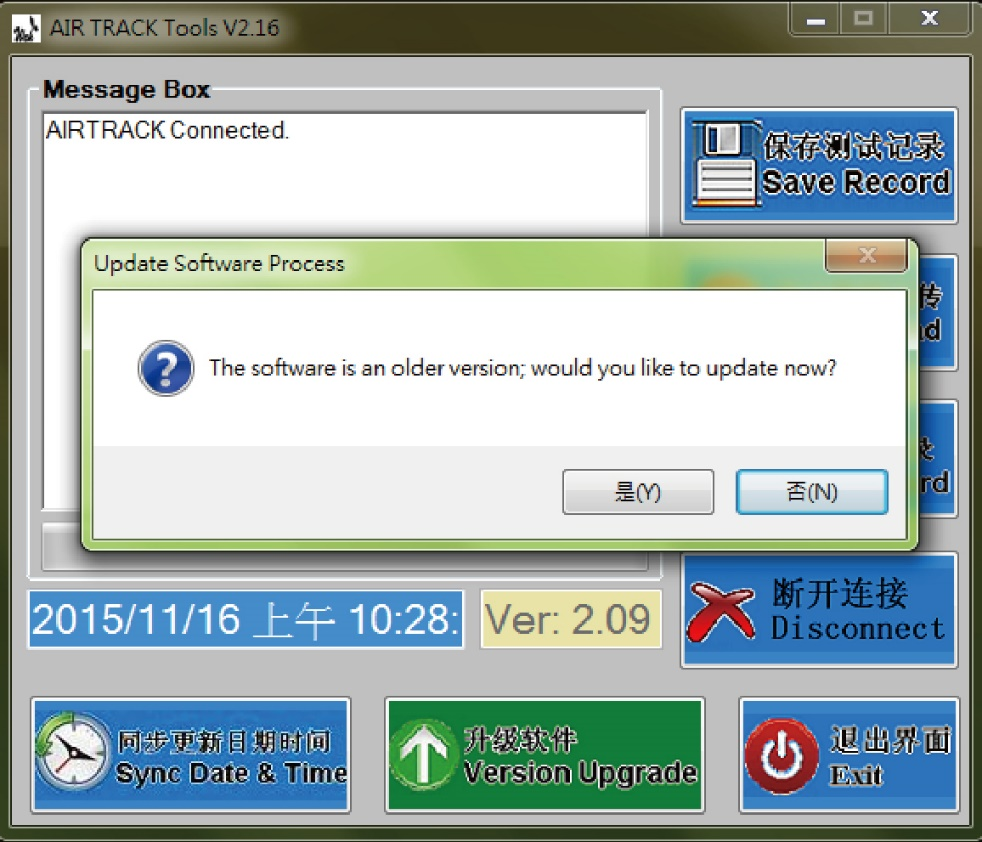 AIR TRACK Tools V2.16
Message Box
AIRTRACK Connected.
保存测试记录
Save Record
Update Software Process
传
The software is an older version; would you like to update now?
是(Y)
否(N)
2015/11/16 上午 10:28:
Ver: 2.09
断开连接
Disconnect
同步更新日期时间
Sync Date & Time
升级软件
Version Upgrade
退出界面
Exit